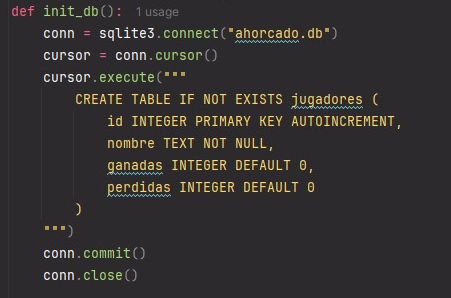 def init_db(): 1 usage
    conn = sqlite3.connect("ahorcado.db")
    cursor = conn.cursor()
    cursor.execute("""
        CREATE TABLE IF NOT EXISTS jugadores (
            id INTEGER PRIMARY KEY AUTOINCREMENT,
            nombre TEXT NOT NULL,
            ganadas INTEGER DEFAULT 0,
            perdidas INTEGER DEFAULT 0
        )
    """)
    conn.commit()
    conn.close()